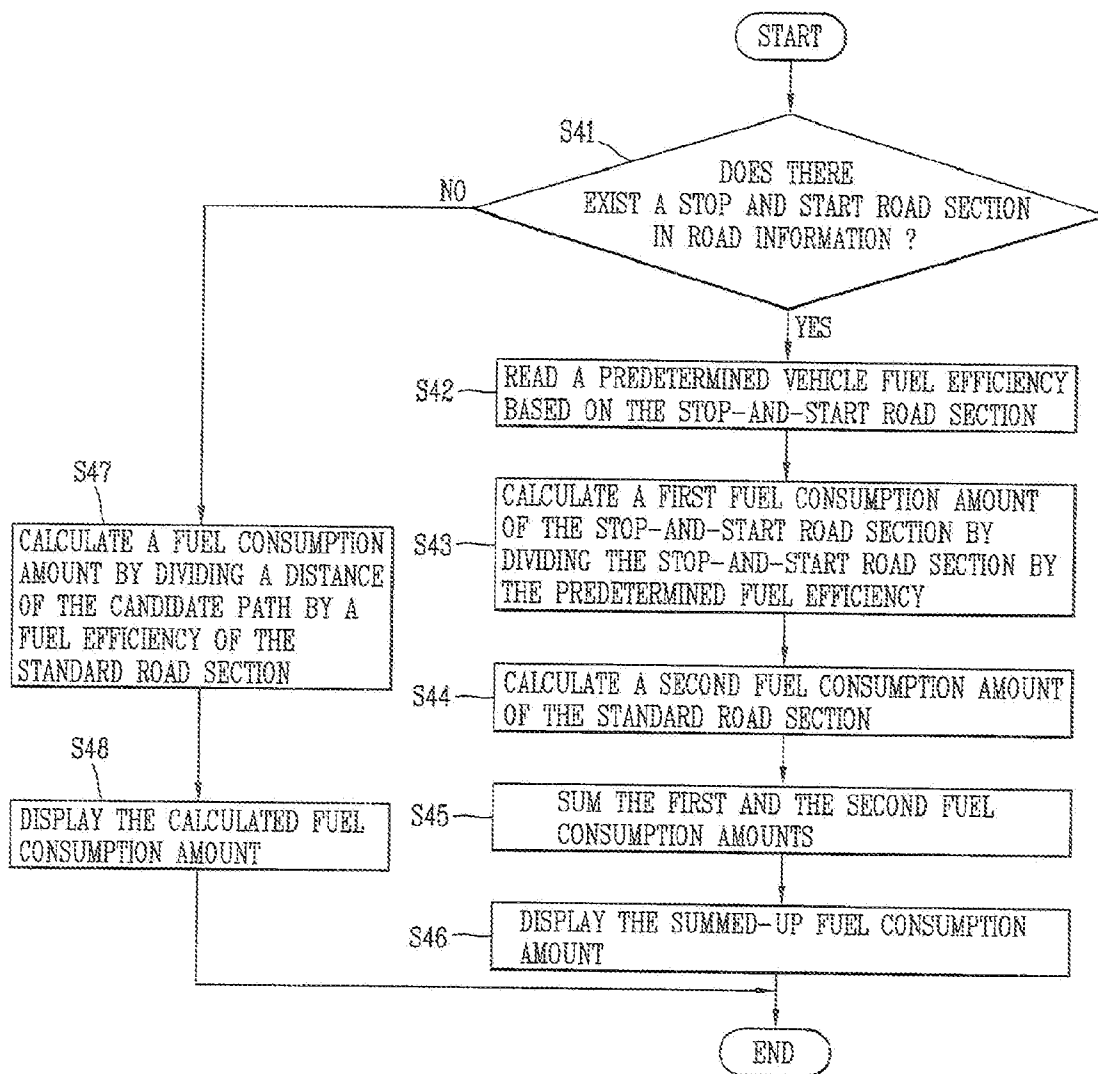 START
S41
DOES THERE
EXIST A STOP AND START ROAD SECTION
IN ROAD INFORMATION ?
NO
YES
S42
READ A PREDETERMINED VEHICLE FUEL EFFICIENCY
BASED ON THE STOP-AND-START ROAD SECTION
S43
CALCULATE A FIRST FUEL CONSUMPTION AMOUNT
OF THE STOP-AND-START ROAD SECTION BY
DIVIDING THE STOP-AND-START ROAD SECTION BY
THE PREDETERMINED FUEL EFFICIENCY
S44
CALCULATE A SECOND FUEL CONSUMPTION AMOUNT
OF THE STANDARD ROAD SECTION
S45
SUM THE FIRST AND THE SECOND FUEL
CONSUMPTION AMOUNTS
S46
DISPLAY THE SUMMED-UP FUEL CONSUMPTION
AMOUNT
S47
CALCULATE A FUEL CONSUMPTION
AMOUNT BY DIVIDING A DISTANCE
OF THE CANDIDATE PATH BY A
FUEL EFFICIENCY OF THE
STANDARD ROAD SECTION
S48
DISPLAY THE CALCULATED FUEL
CONSUMPTION AMOUNT
END